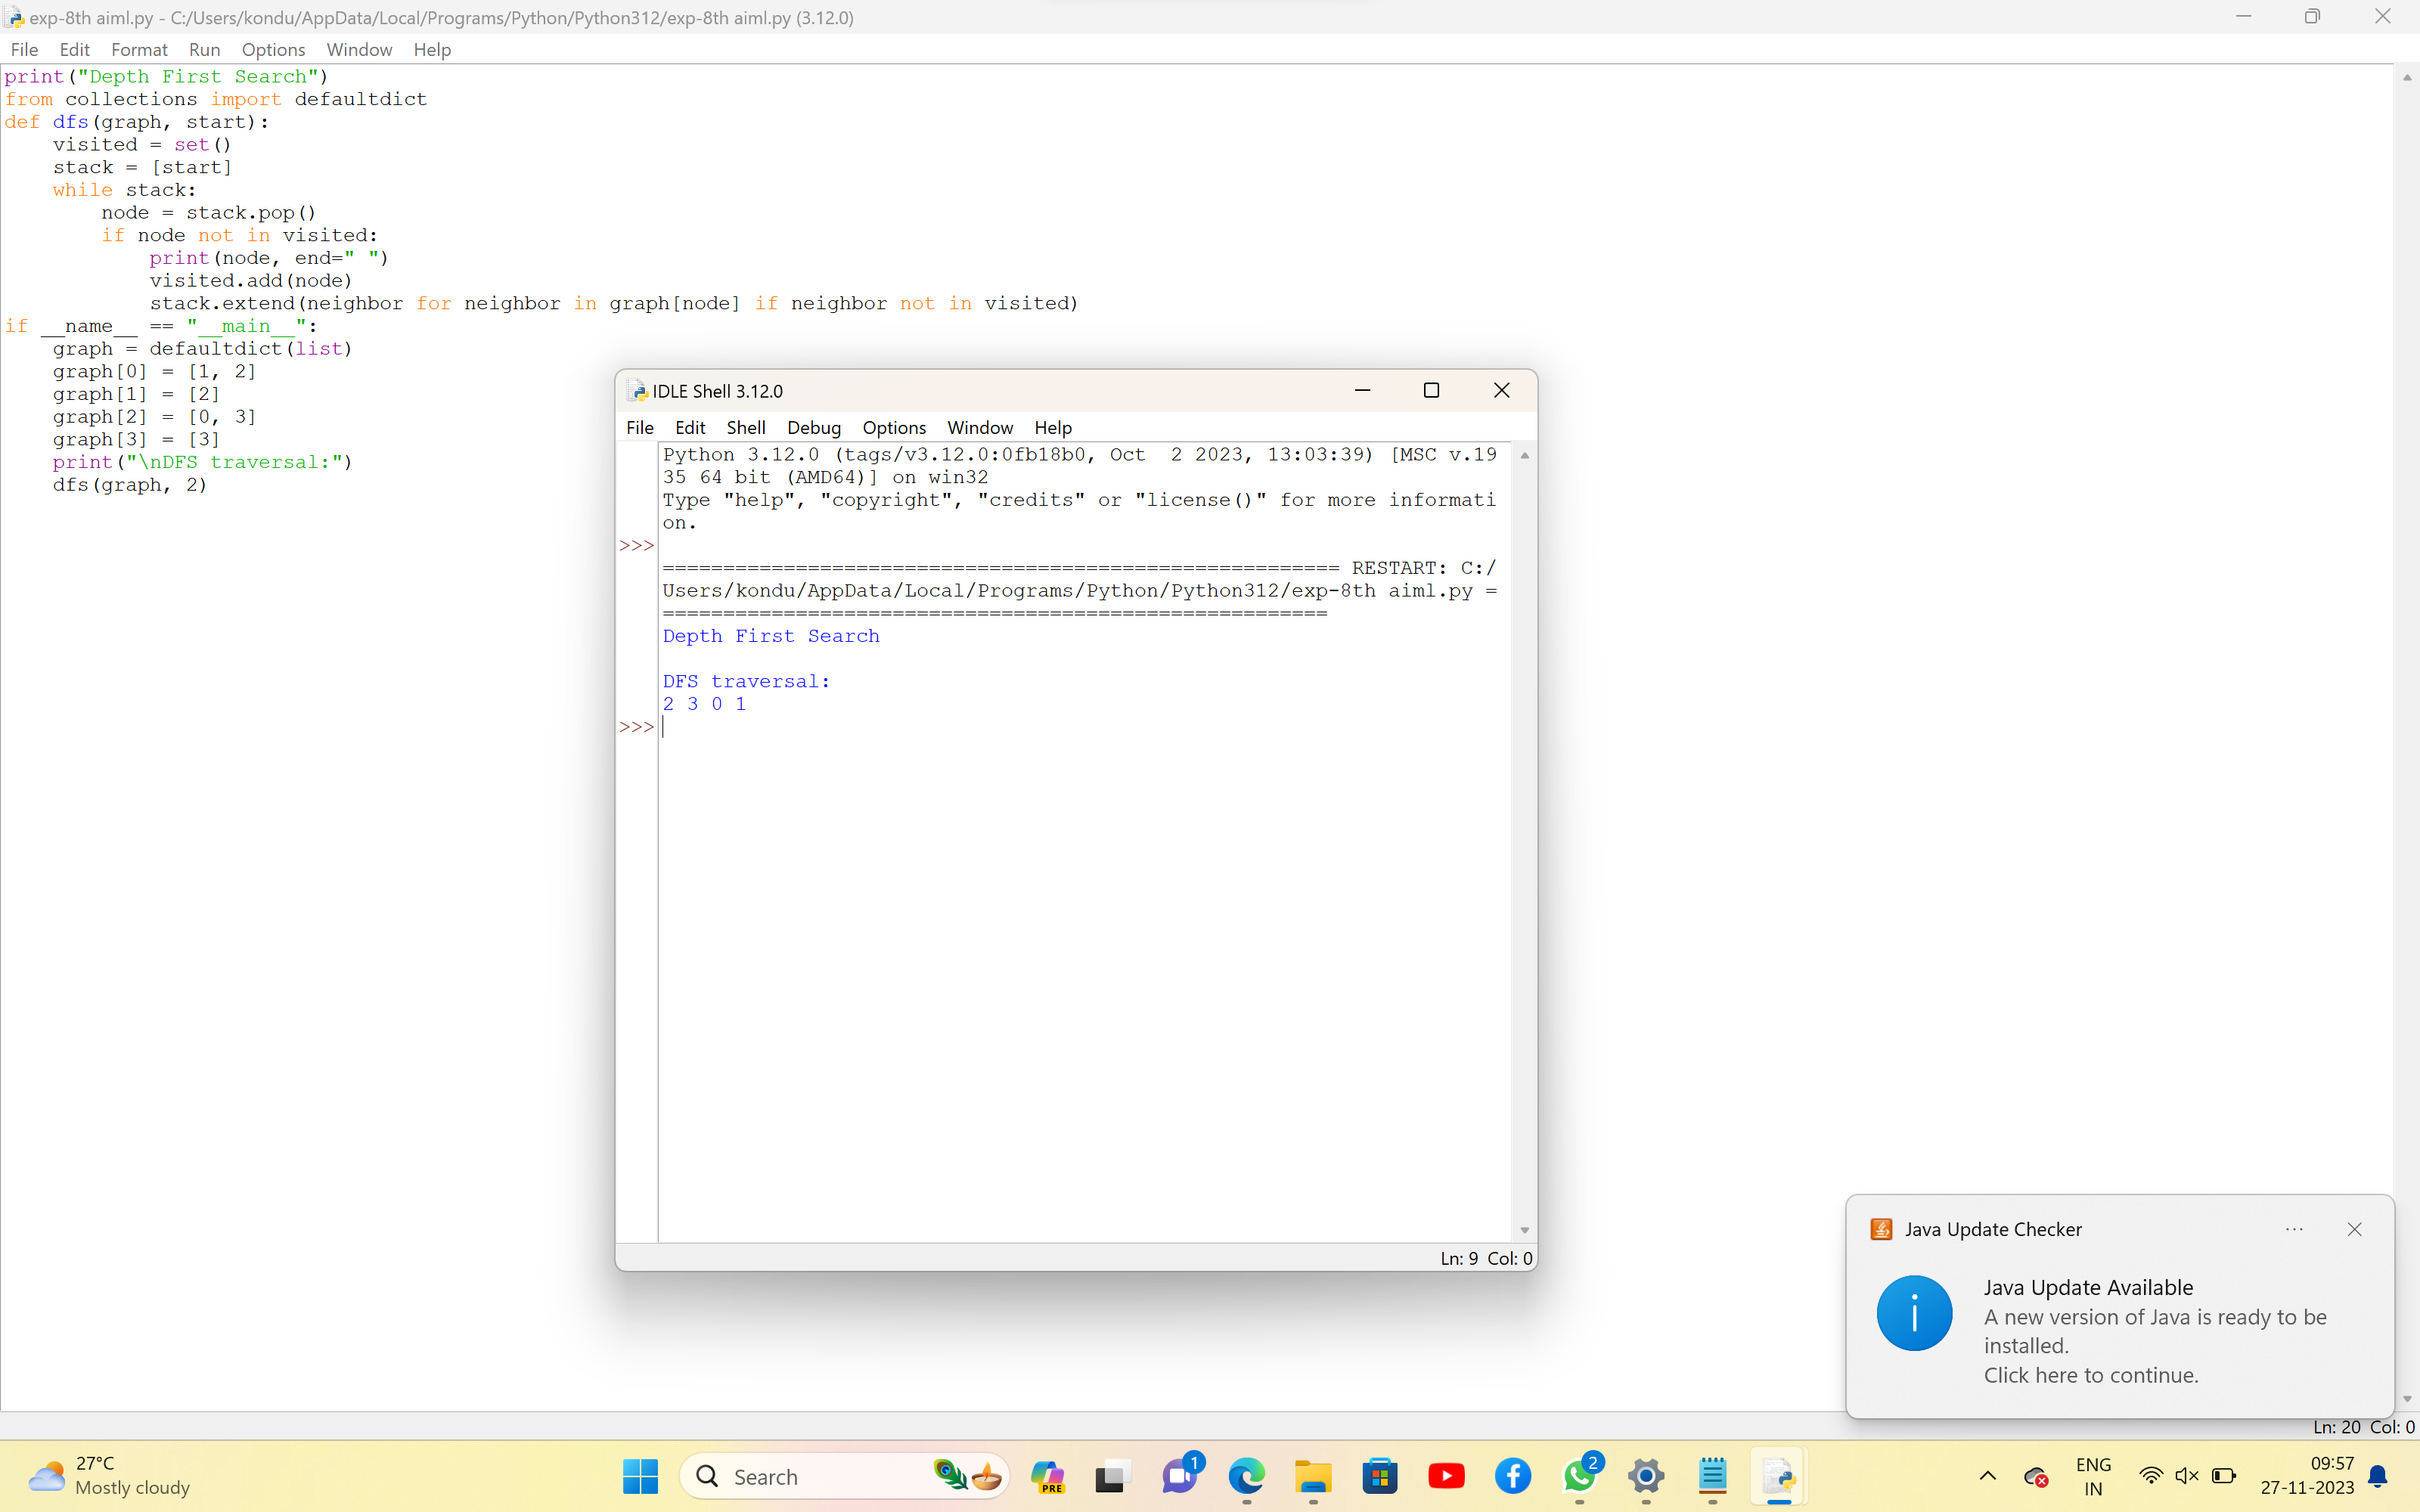 exp-8th aiml.py - C:/Users/kondu/AppData/Local/Programs/Python/Python312/exp-8th aiml.py (3.12.0)
File Edit Format Run Options Window Help
print("Depth First Search")
from collections import defaultdict
def dfs(graph, start):
    visited = set()
    stack = [start]
    while stack:
        node = stack.pop()
        if node not in visited:
            print(node, end=" ")
            visited.add(node)
            stack.extend(neighbor for neighbor in graph[node] if neighbor not in visited)
if __name__ == "__main__":
    graph = defaultdict(list)
    graph[0] = [1, 2]
    graph[1] = [2]
    graph[2] = [0, 3]
    graph[3] = [3]
    print("\nDFS traversal:")
    dfs(graph, 2)
IDLE Shell 3.12.0
File Edit Shell Debug Options Window Help
Python 3.12.0 (tags/v3.12.0:0fb18b0, Oct  2 2023, 13:03:39) [MSC v.19
35 64 bit (AMD64)] on win32
Type "help", "copyright", "credits" or "license()" for more informati
on.
>>>
======================================================== RESTART: C:/
Users/kondu/AppData/Local/Programs/Python/Python312/exp-8th aiml.py =
=======================================================
Depth First Search
DFS traversal:
2 3 0 1
>>>
Ln: 9 Col: 0
Java Update Checker
Java Update Available
A new version of Java is ready to be
installed.
Click here to continue.
Ln: 20 Col: 0
27°C
Mostly cloudy
Search
PRE
1
2
ENG
IN
09:57
27-11-2023